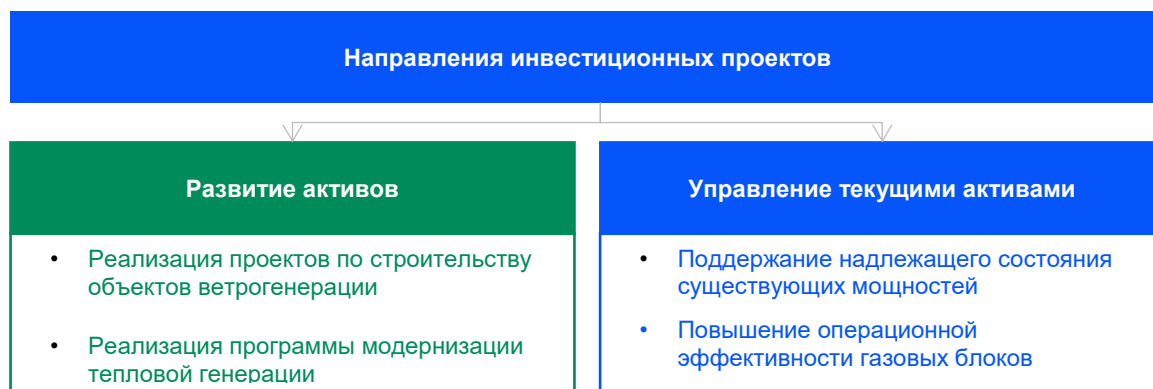 Направления инвестиционных проектов
Развитие активов
• Реализация проектов по строительству
объектов ветрогенерации
• Реализация программы модернизации
тепловой генерации
Управление текущими активами
• Поддержание надлежащего состояния
существующих мощностей
• Повышение операционной
эффективности газовых блоков